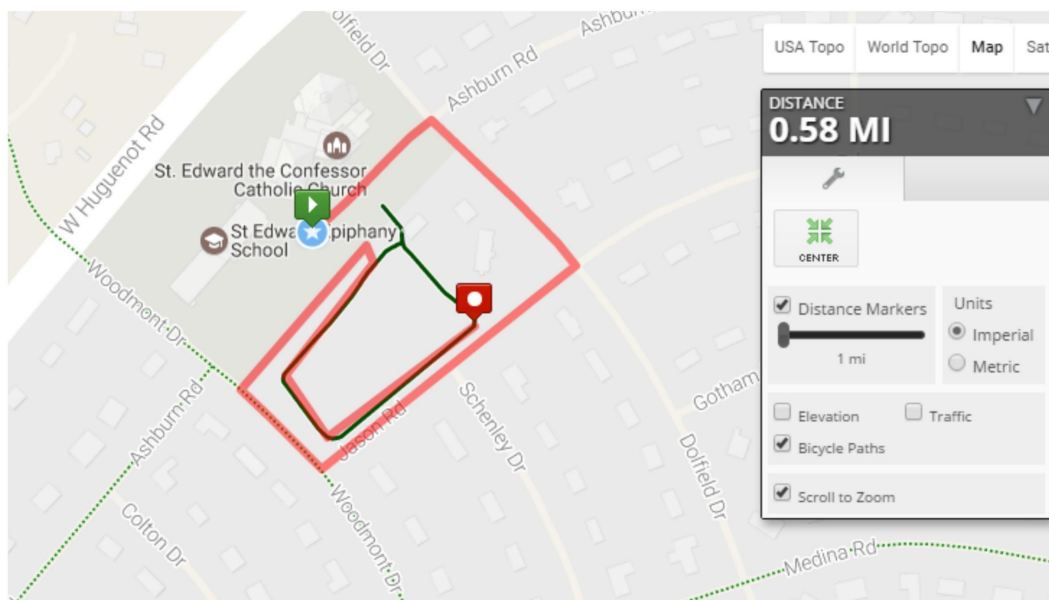 Dolfield Dr
Ashburn Rd
Ashburn
W Huguenot Rd
St. Edward the Confessor
Catholic Church
St Edwa
piphany
School
Woodmont Dr
Ashburn Rd
Colton Dr
Jason Rd
Woodmont Dr
Schenley Dr
Gotham
Dolfield Dr
Medina Rd
USA Topo
World Topo
Map
Sat
DISTANCE
0.58 MI
CENTER
Distance Markers
1 mi
Units
Imperial
Metric
Elevation
Traffic
Bicycle Paths
Scroll to Zoom